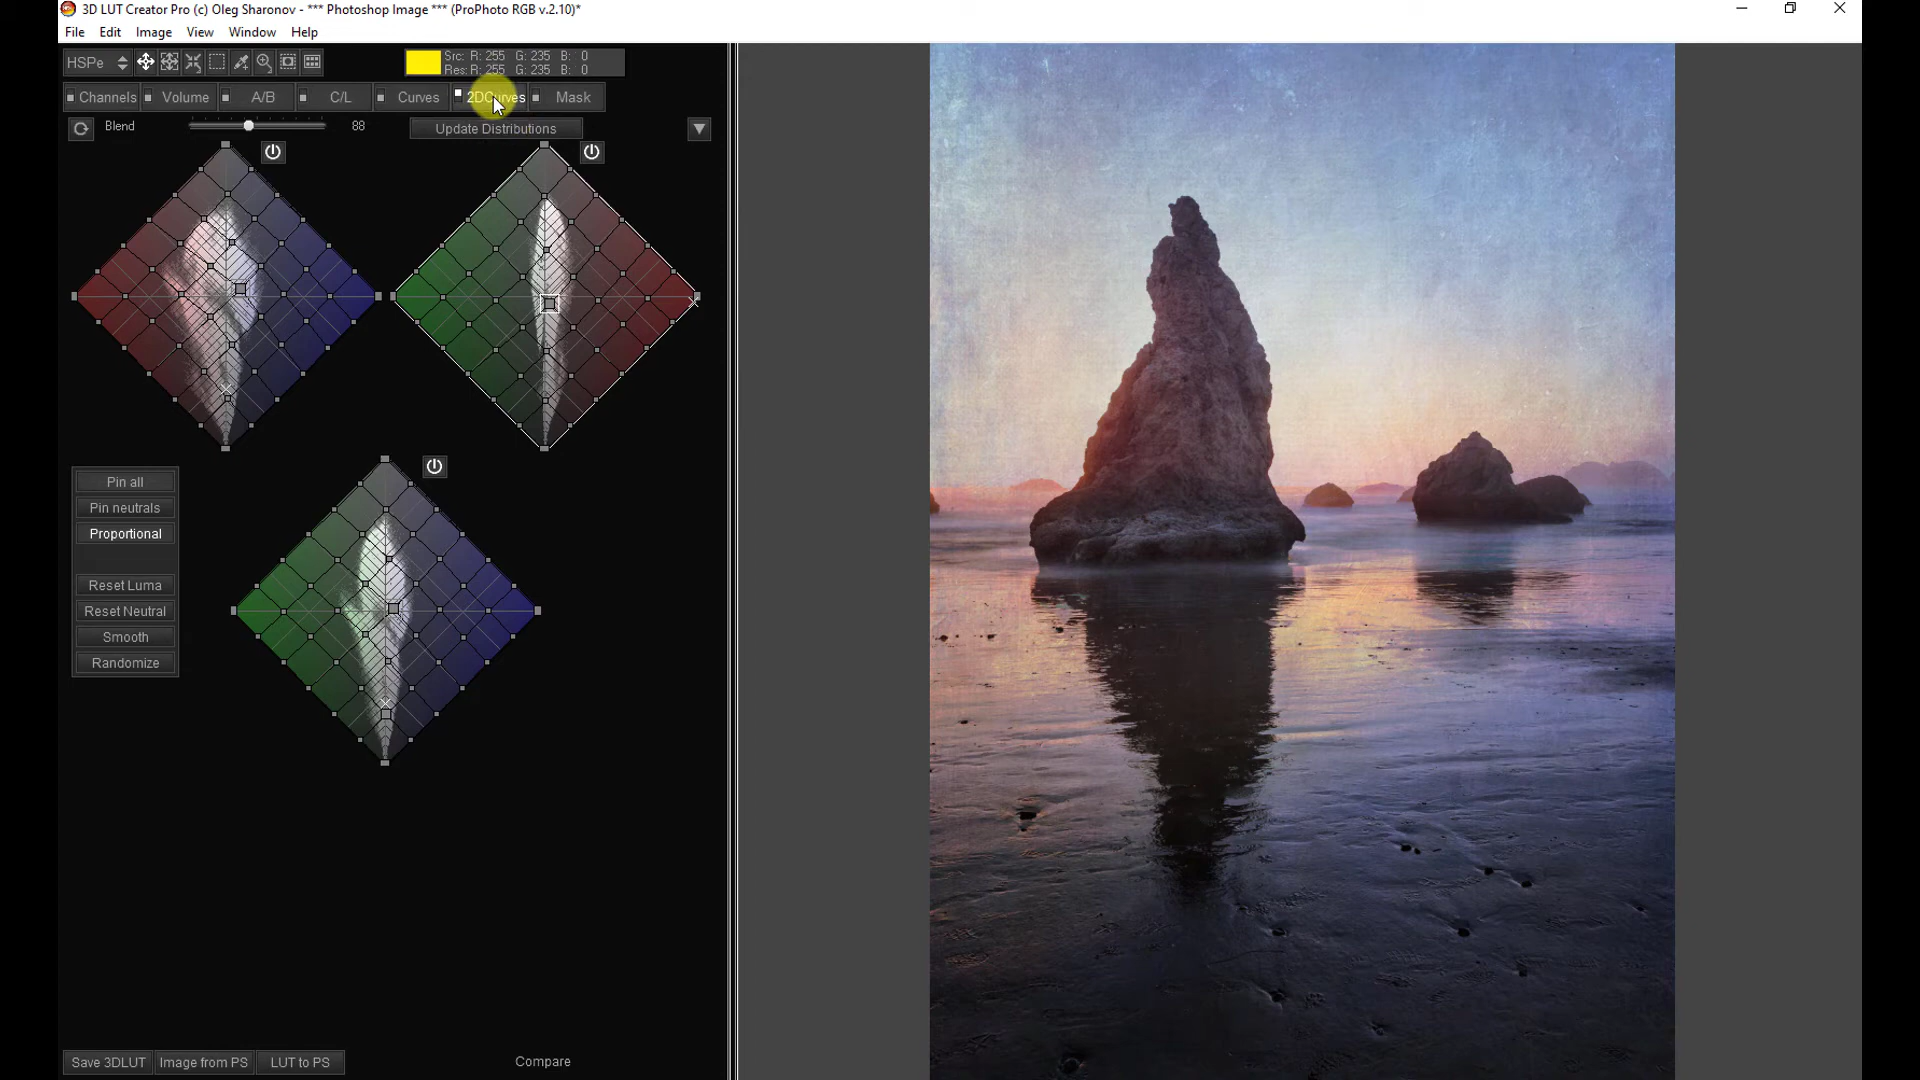 3D LUT Creator Pro (c) Oleg Sharonov - *** Photoshop Image *** (ProPhoto RGB v.2.10)*
File Edit Image View Window Help
HSPe
Src: R: 255 G: 235 B: 0
Res: R: 255 G: 235 B: 0
Channels Volume A/B C/L Curves 2DCurves Mask
Blend 88 Update Distributions
Pin all
Pin neutrals
Proportional
Reset Luma
Reset Neutral
Smooth
Randomize
Save 3DLUT Image from PS LUT to PS Compare